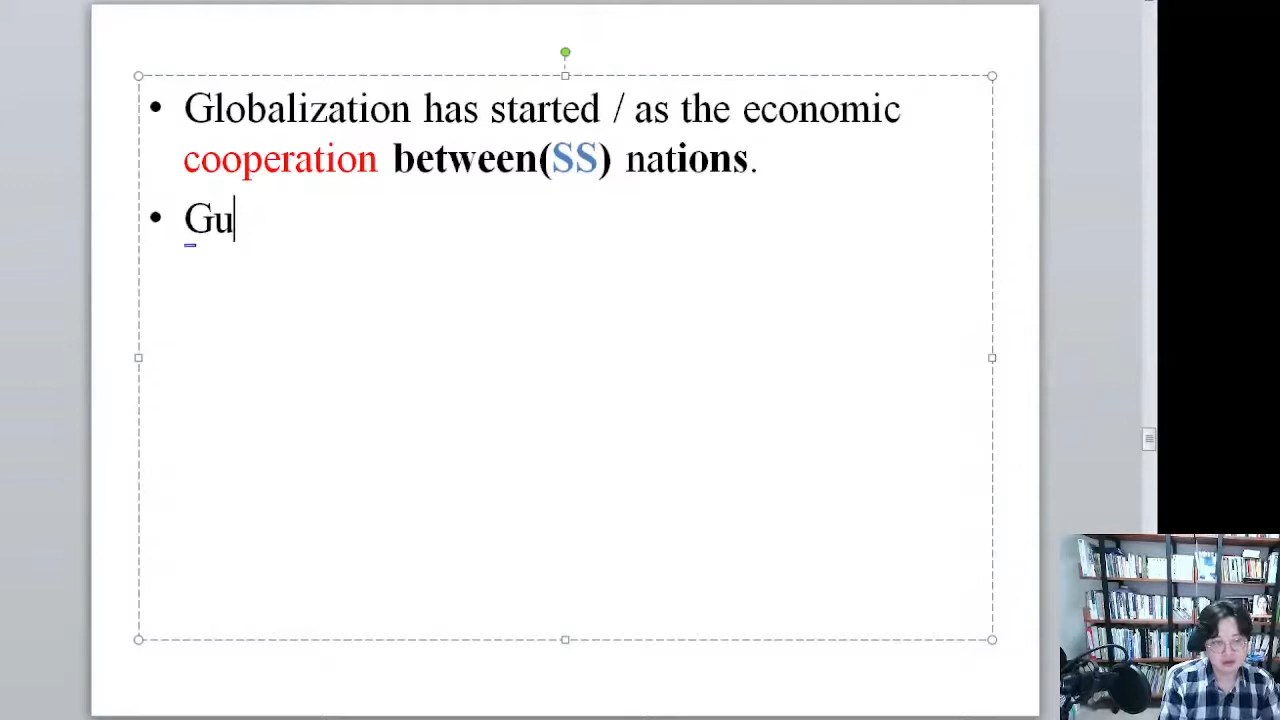 • Globalization has started / as the economic
cooperation between(SS) nations.
• Gu